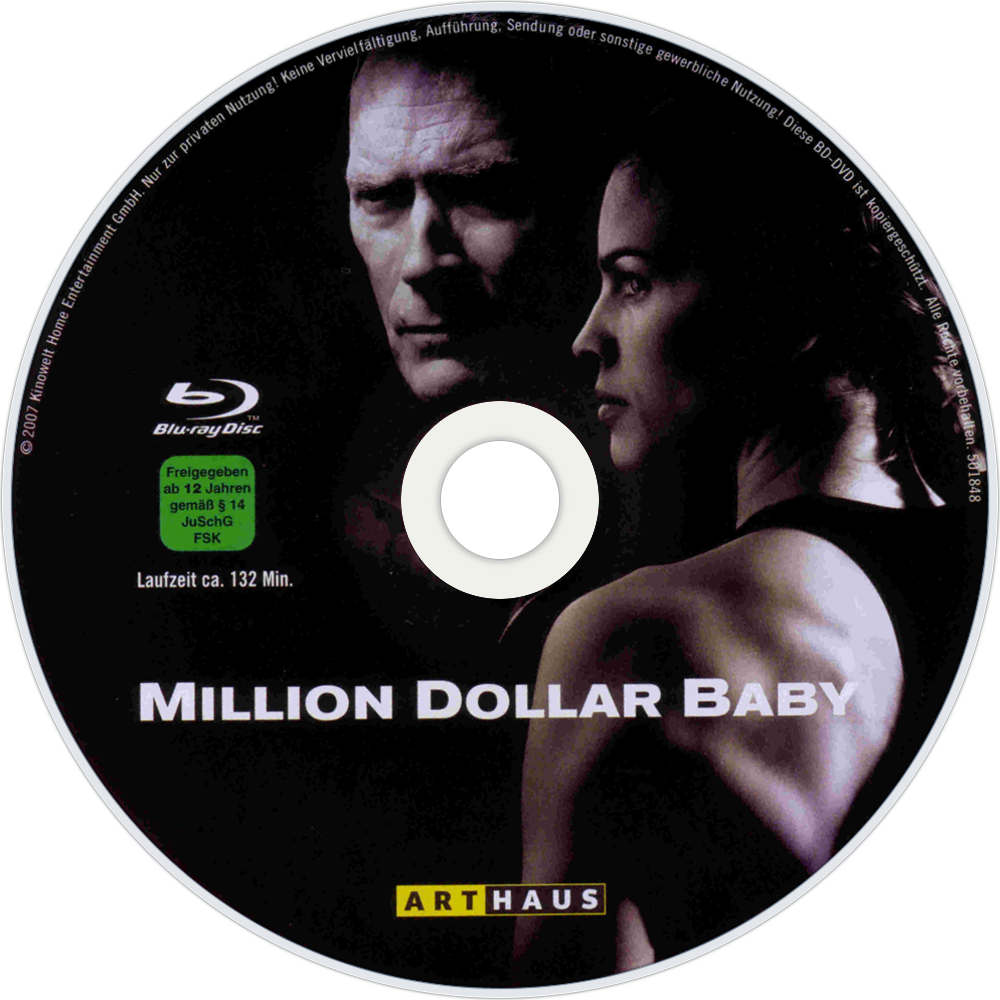 © 2007 Kinowelt Home Entertainment GmbH. Nur zur privaten Nutzung! Keine Vervielfältigung, Aufführung, Sendung oder sonstige gewerbliche Nutzung! Diese BD-DVD ist kopiergeschützt. Alle Rechte vorbehalten. 501848
Blu-ray Disc™
Freigegeben
ab 12 Jahren
gemäß § 14
JuSchG
FSK
Laufzeit ca. 132 Min.
MILLION DOLLAR BABY
ARTHAUS